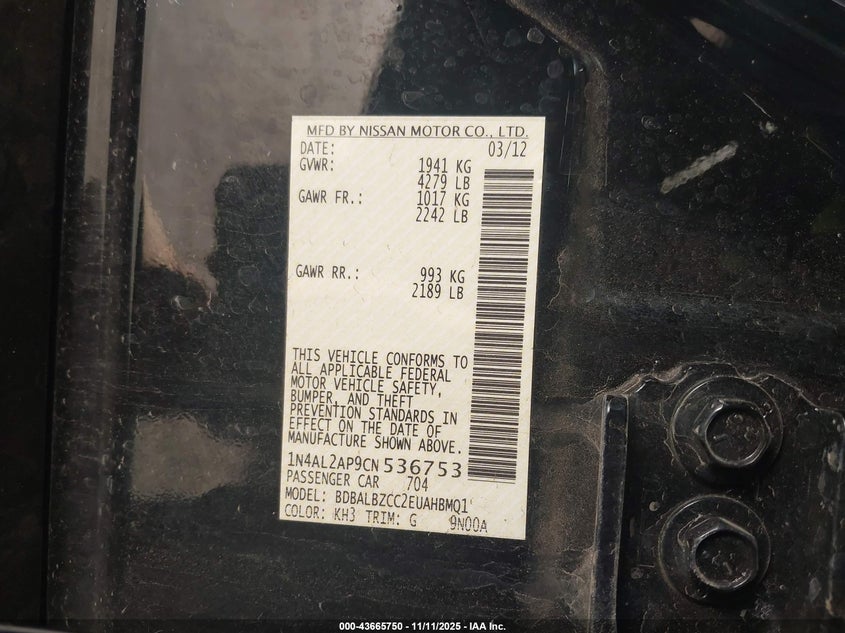 MFD BY NISSAN MOTOR CO., LTD.
DATE: 03/12
GVWR: 1941 KG
4279 LB
GAWR FR.: 1017 KG
2242 LB
GAWR RR.: 993 KG
2189 LB
THIS VEHICLE CONFORMS TO
ALL APPLICABLE FEDERAL
MOTOR VEHICLE SAFETY,
BUMPER, AND THEFT
PREVENTION STANDARDS IN
EFFECT ON THE DATE OF
MANUFACTURE SHOWN ABOVE.
1N4AL2AP9CN536753
PASSENGER CAR 704
MODEL: BDBALBZCC2EUAHBMQ1
COLOR: KH3 TRIM: G 9N00A
000-43665750 - 11/11/2025 - IAA Inc.